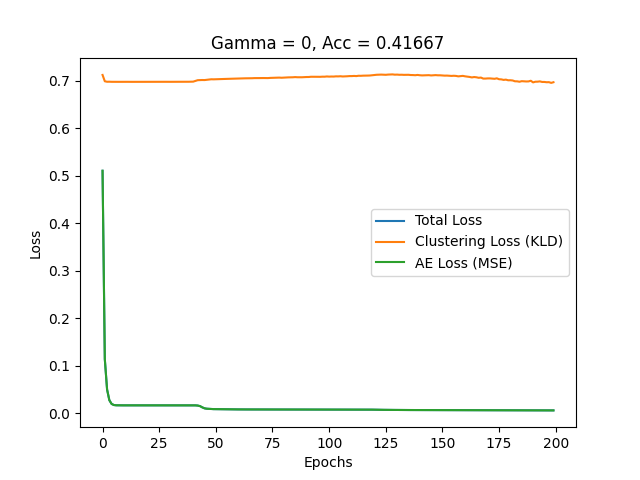 Gamma = 0, Acc = 0.41667
0.7
0.6
0.5
0.4
0.3
0.2
0.1
0.0
Loss
Total Loss
Clustering Loss (KLD)
AE Loss (MSE)
0 25 50 75 100 125 150 175 200
Epochs